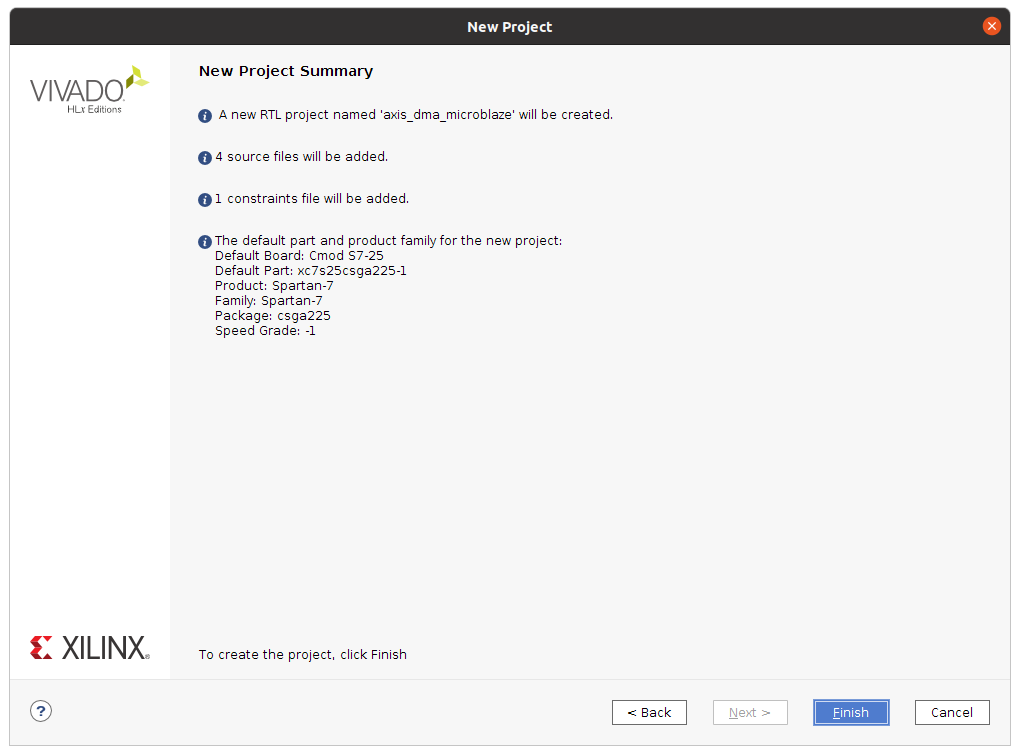 New Project
VIVADO.
HLx Editions
New Project Summary
A new RTL project named 'axis_dma_microblaze' will be created.
4 source files will be added.
1 constraints file will be added.
The default part and product family for the new project:
Default Board: Cmod S7-25
Default Part: xc7s25csga225-1
Product: Spartan-7
Family: Spartan-7
Package: csga225
Speed Grade: -1
XILINX®
To create the project, click Finish
?
< Back
Next >
Finish
Cancel